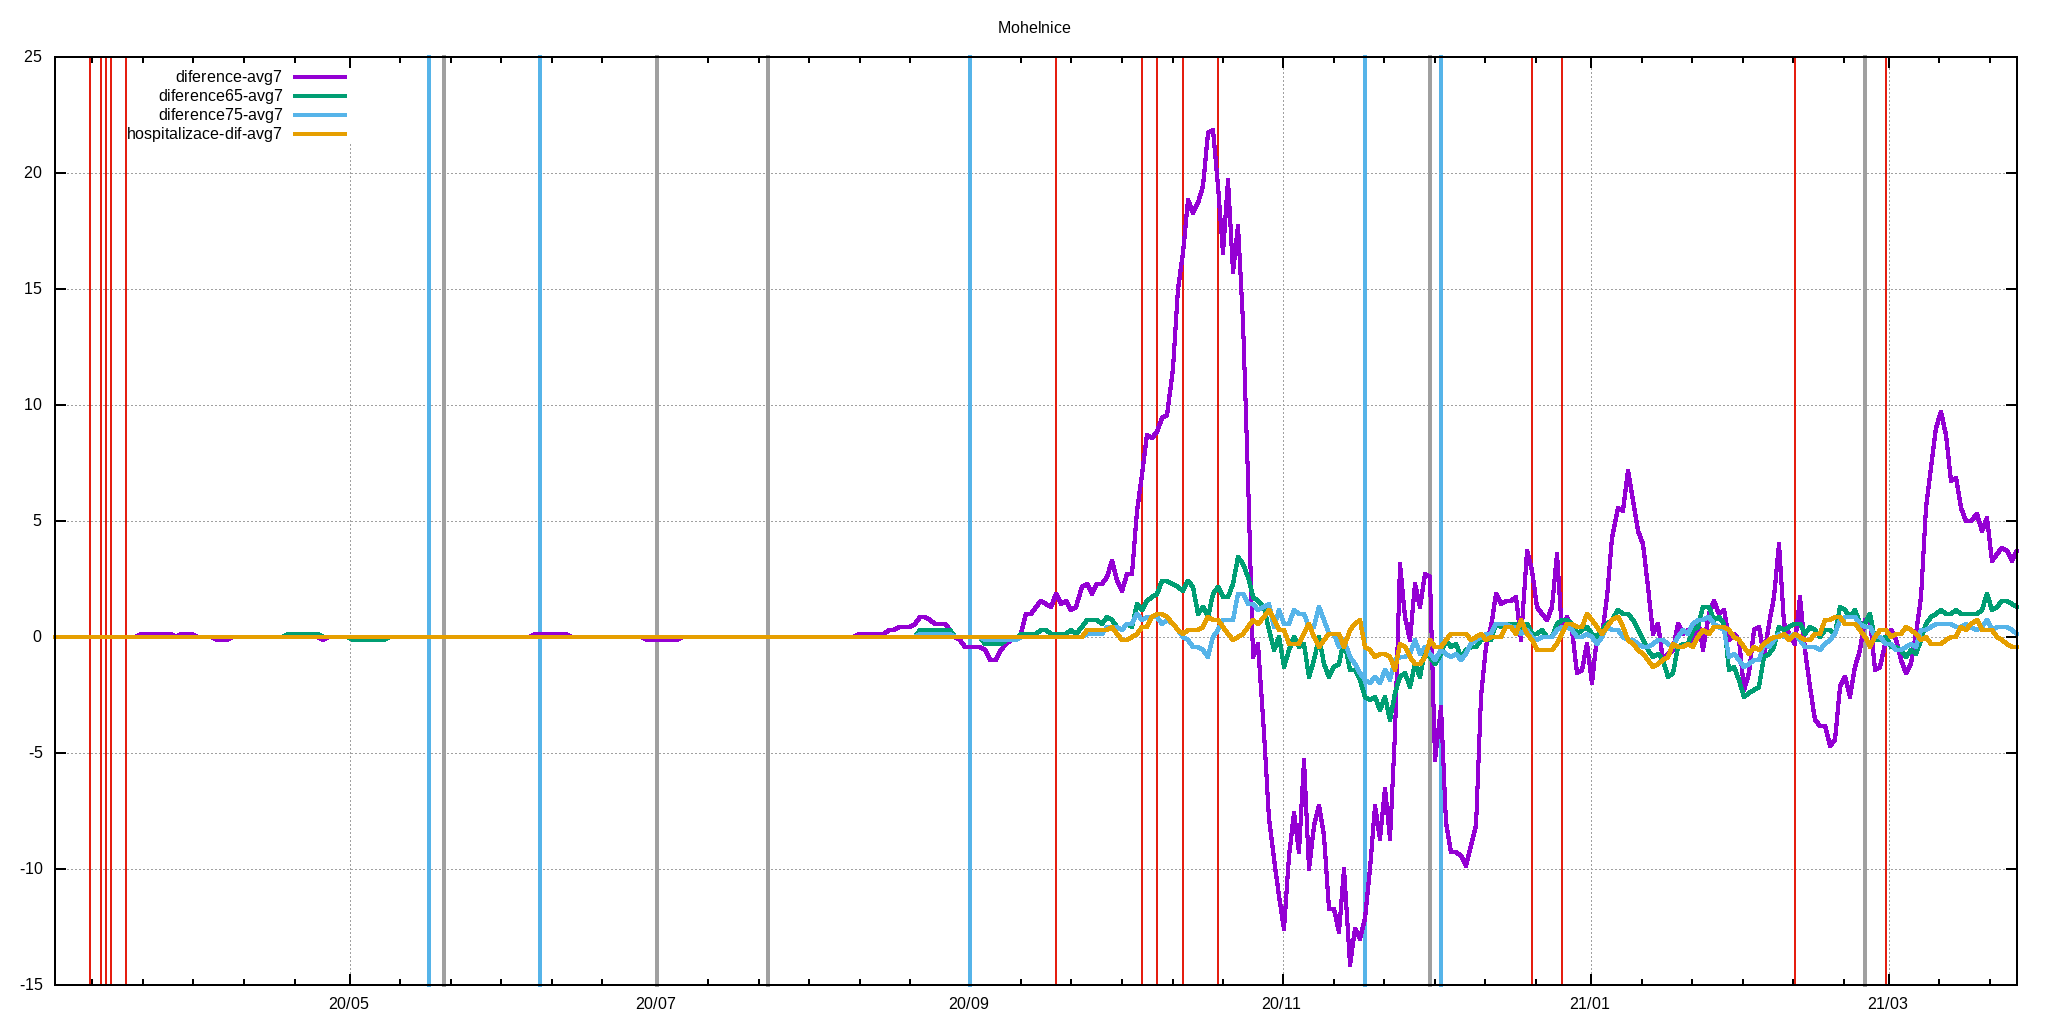 Mohelnice
25
diference-avg7
diference65-avg7
diference75-avg7
hospitalizace-dif-avg7
20
15
10
5
0
-5
-10
-15
20/05 20/07 20/09 20/11 21/01 21/03